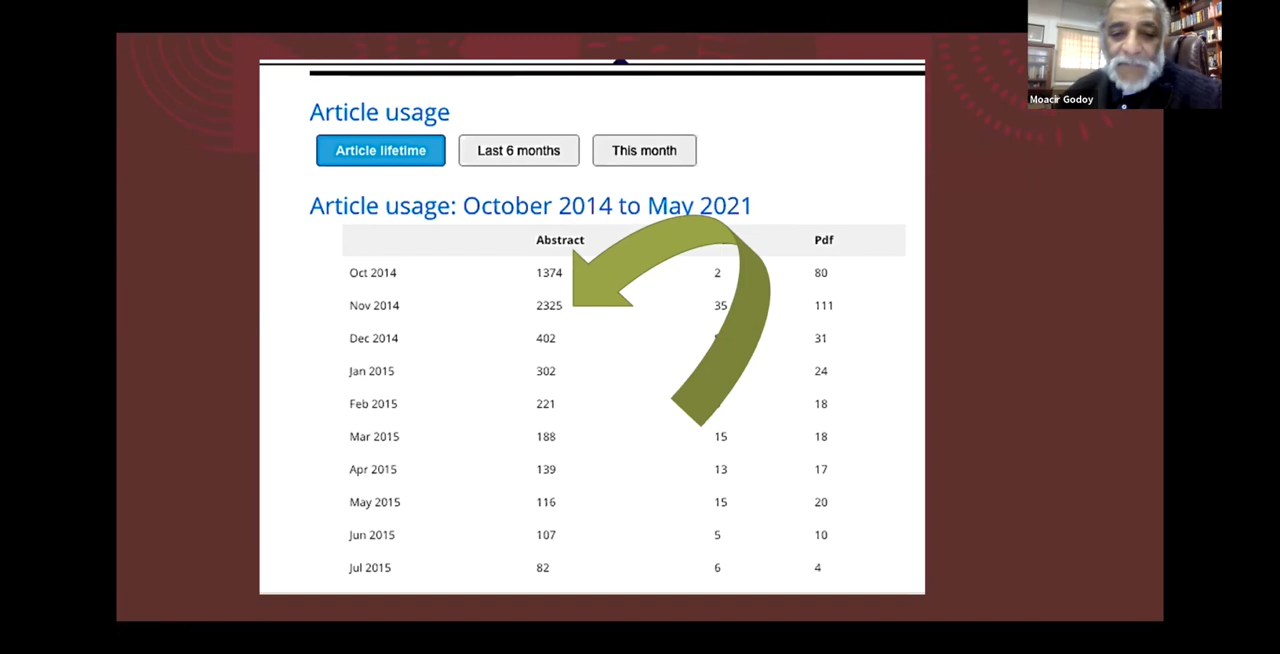 Moacir Godoy
Article usage
Article lifetime Last 6 months This month
Article usage: October 2014 to May 2021
Abstract Pdf
Oct 2014 1374 2 80
Nov 2014 2325 35 111
Dec 2014 402 31
Jan 2015 302 24
Feb 2015 221 18
Mar 2015 188 15 18
Apr 2015 139 13 17
May 2015 116 15 20
Jun 2015 107 5 10
Jul 2015 82 6 4